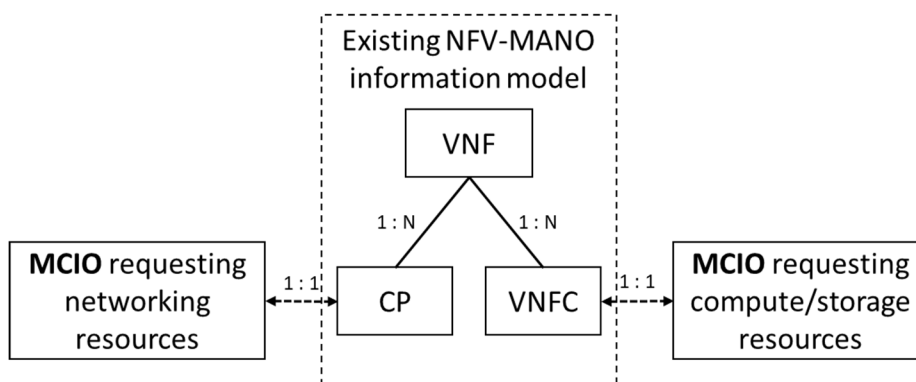 Existing NFV-MANO
information model
VNF
1 : N
1 : N
MCIO requesting
networking
resources
1 : 1
CP
VNFC
1 : 1
MCIO requesting
compute/storage
resources